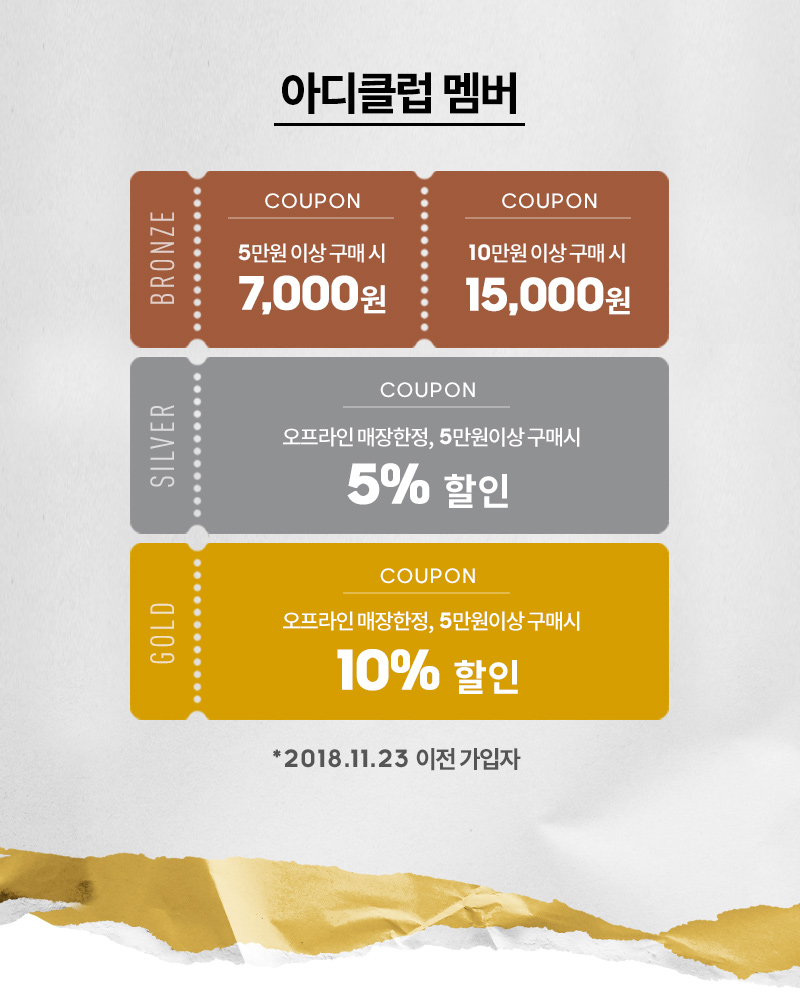 아디클럽 멤버
BRONZE
COUPON
5만원 이상 구매 시
7,000원
COUPON
10만원 이상 구매 시
15,000원
SILVER
COUPON
오프라인 매장한정, 5만원이상 구매시
5% 할인
GOLD
COUPON
오프라인 매장한정, 5만원이상 구매시
10% 할인
*2018.11.23 이전 가입자